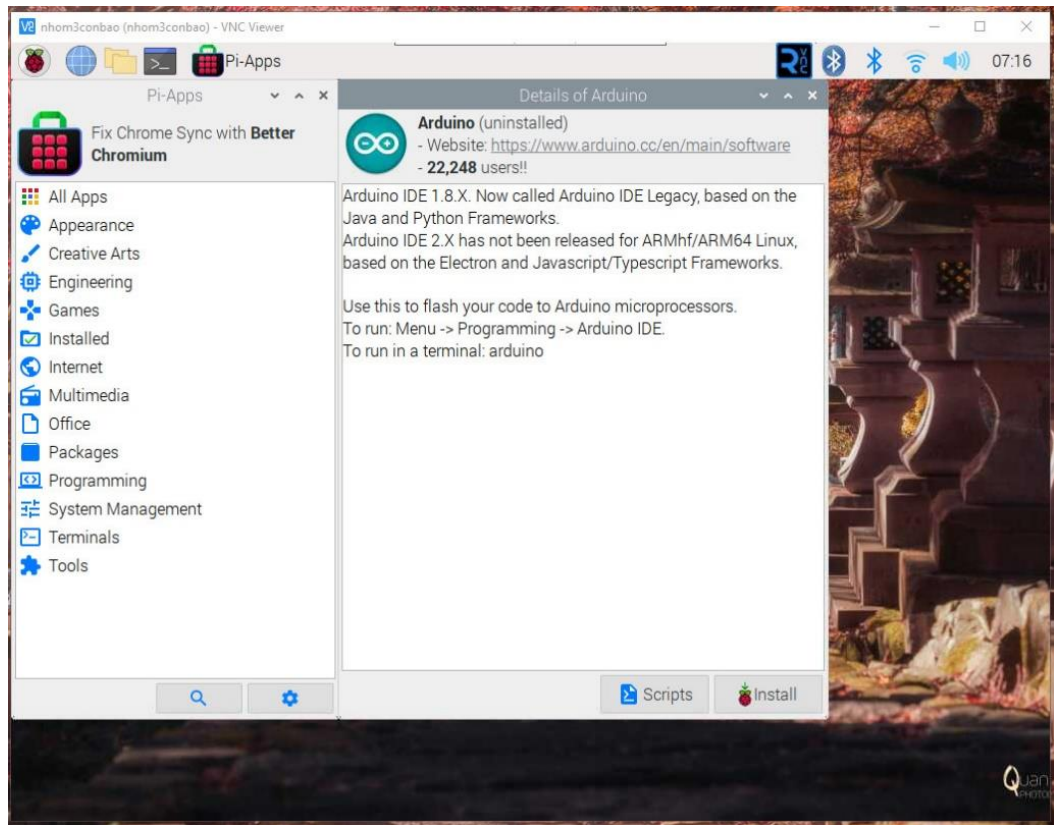 nhom3conbao (nhom3conbao) - VNC Viewer
Pi-Apps
07:16
Pi-Apps
Fix Chrome Sync with Better
Chromium
All Apps
Appearance
Creative Arts
Engineering
Games
Installed
Internet
Multimedia
Office
Packages
Programming
System Management
Terminals
Tools
Details of Arduino
Arduino (uninstalled)
- Website: https://www.arduino.cc/en/main/software
- 22,248 users!!
Arduino IDE 1.8.X. Now called Arduino IDE Legacy, based on the
Java and Python Frameworks.
Arduino IDE 2.X has not been released for ARMhf/ARM64 Linux,
based on the Electron and Javascript/Typescript Frameworks.
Use this to flash your code to Arduino microprocessors.
To run: Menu -> Programming -> Arduino IDE.
To run in a terminal: arduino
Scripts
Install
Quan
PHOTO